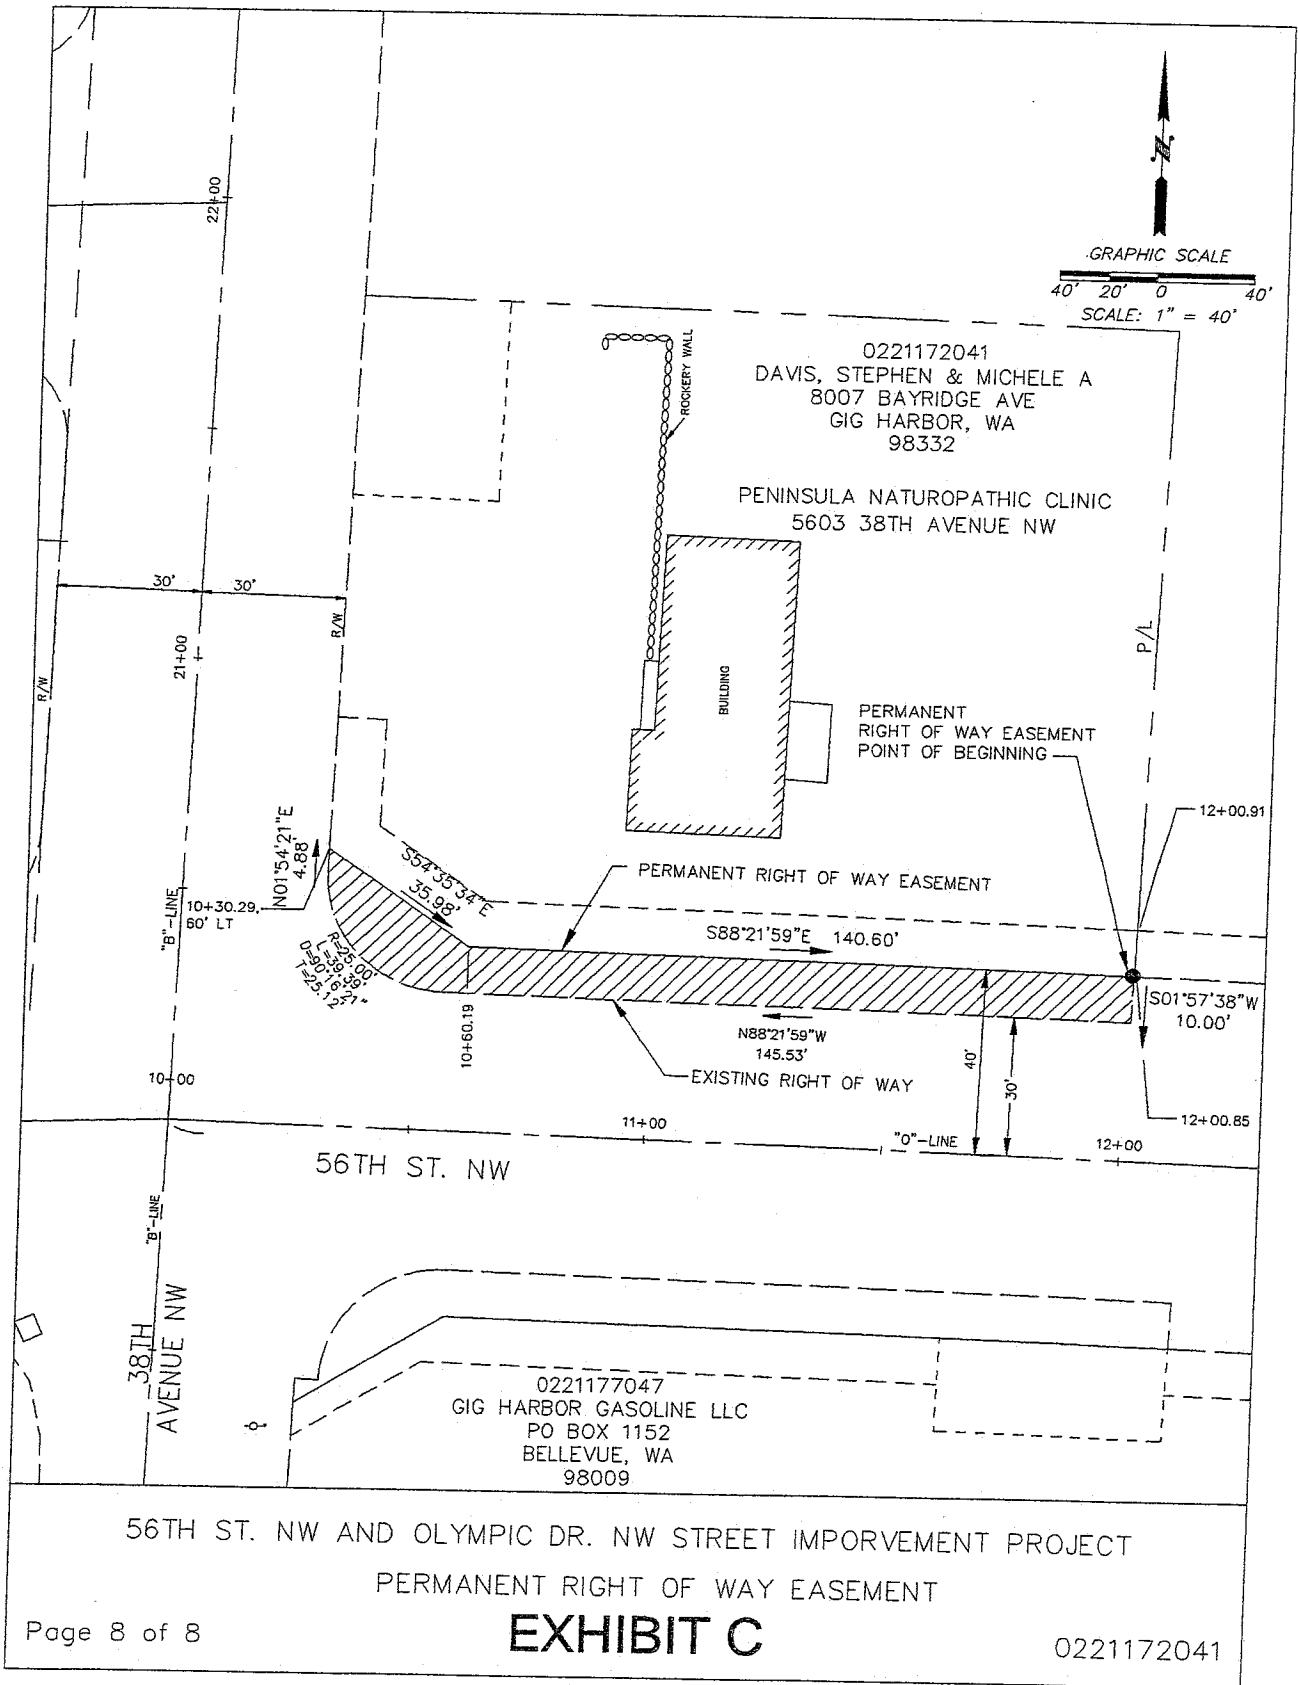 22+00
GRAPHIC SCALE
40' 20' 0 40'
SCALE: 1" = 40'
ROCKERY WALL
0221172041
DAVIS, STEPHEN & MICHELE A
8007 BAYRIDGE AVE
GIG HARBOR, WA
98332
PENINSULA NATUROPATHIC CLINIC
5603 38TH AVENUE NW
30' 30'
R/W
R/W
21+00
P/L
BUILDING
PERMANENT
RIGHT OF WAY EASEMENT
POINT OF BEGINNING
12+00.91
N01°54'21"E
4.88'
S54°35'34"E
35.98'
PERMANENT RIGHT OF WAY EASEMENT
"B"-LINE
10+30.29,
60' LT
S88°21'59"E 140.60'
R=25.00'
L=39.39'
D=90°16'21"
T=25.12'
10+60.19
N88°21'59"W
145.53'
EXISTING RIGHT OF WAY
40'
30'
S01°57'38"W
10.00'
12+00.85
10+00
11+00
"O"-LINE
12+00
56TH ST. NW
"B"-LINE
38TH
AVENUE NW
0221177047
GIG HARBOR GASOLINE LLC
PO BOX 1152
BELLEVUE, WA
98009
56TH ST. NW AND OLYMPIC DR. NW STREET IMPORVEMENT PROJECT
PERMANENT RIGHT OF WAY EASEMENT
Page 8 of 8
EXHIBIT C
0221172041